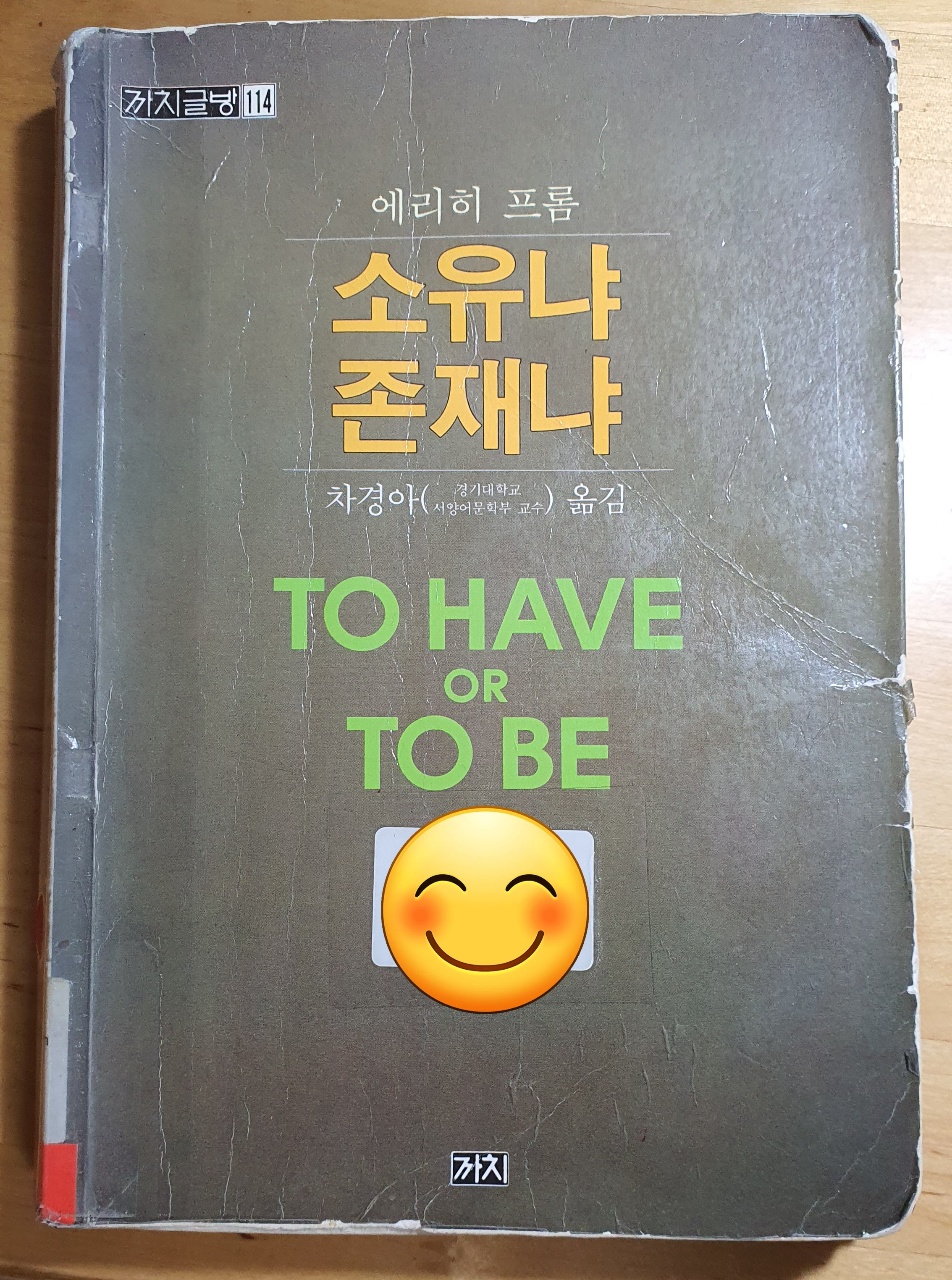 까치글방 114
에리히 프롬
소유냐
존재냐
차경아(경기대학교 서양어문학부 교수) 옮김
TO HAVE
OR
TO BE
까치